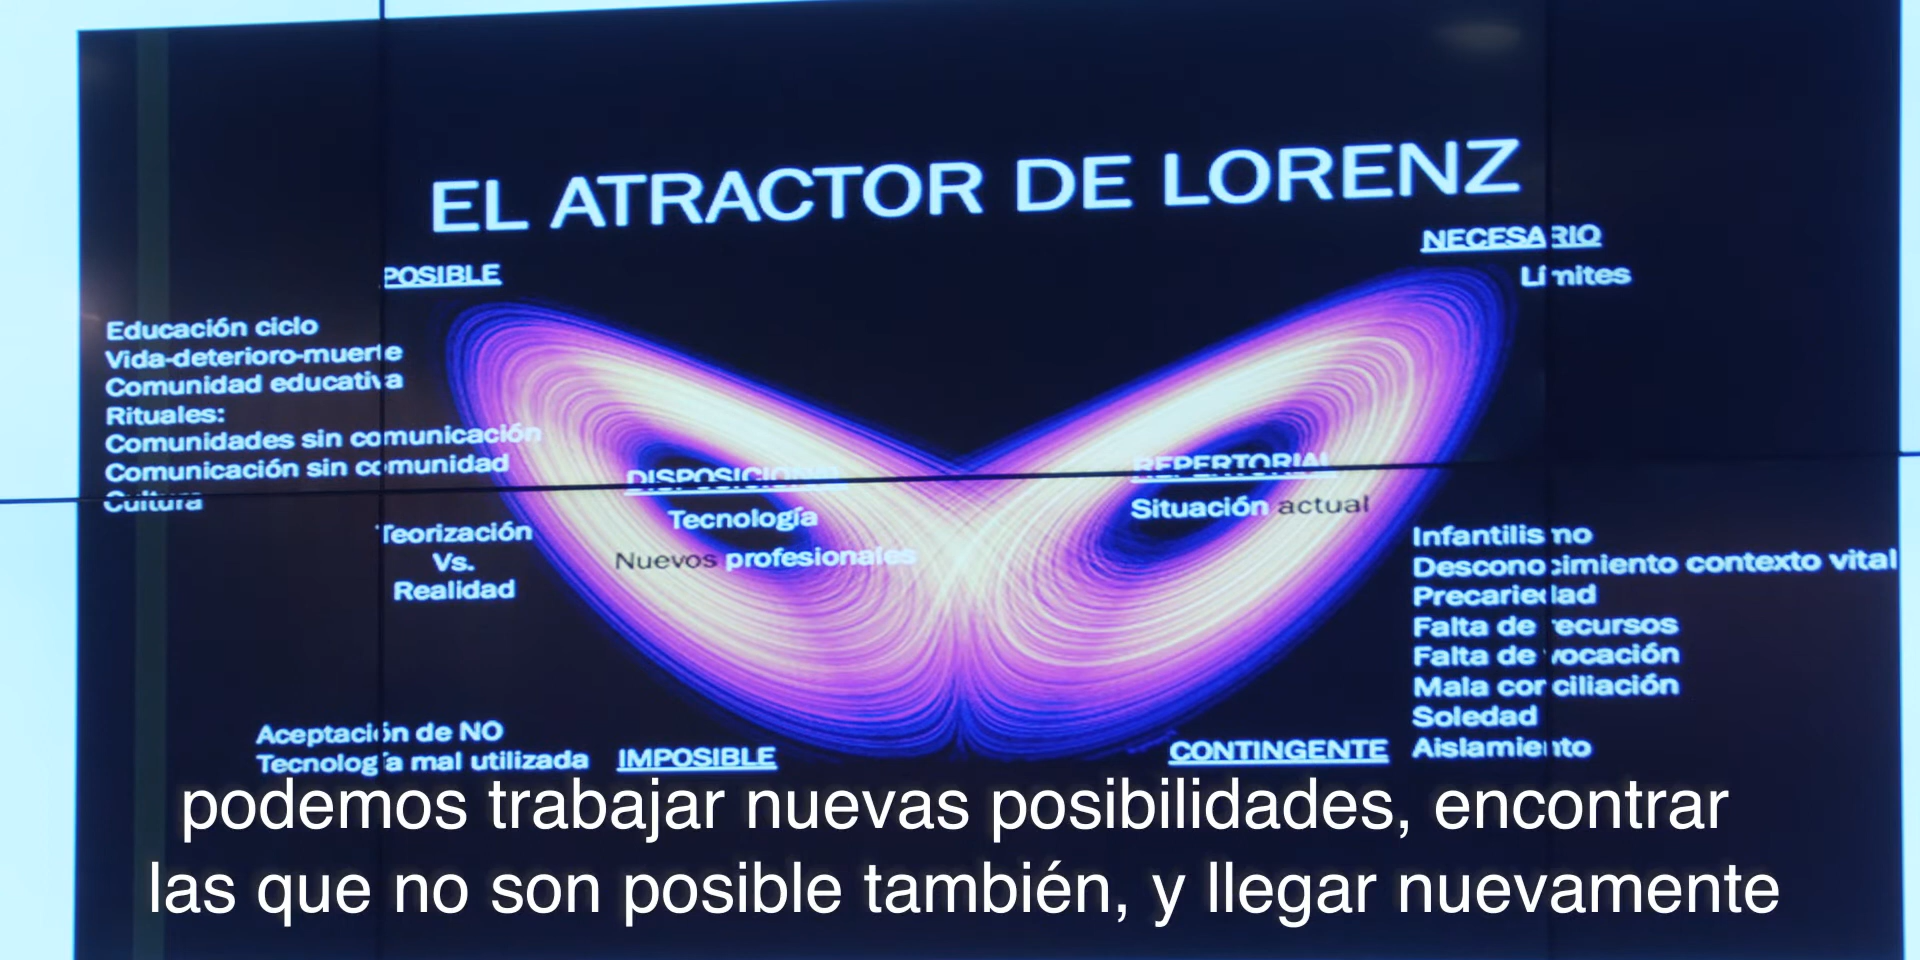 EL ATRACTOR DE LORENZ
POSIBLE
Educación ciclo
Vida-deterioro-muerte
Comunidad educativa
Rituales:
Comunidades sin comunicación
Comunicación sin comunidad
Cultura
Teorización
Vs.
Realidad
DISPOSICIONAL
Tecnología
Nuevos profesionales
NECESARIO
Límites
REPERTORIAL
Situación actual
Infantilismo
Desconocimiento contexto vital
Precariedad
Falta de recursos
Falta de vocación
Mala conciliación
Soledad
Aislamiento
Aceptación de NO
Tecnología mal utilizada
IMPOSIBLE
CONTINGENTE
podemos trabajar nuevas posibilidades, encontrar
las que no son posible también, y llegar nuevamente